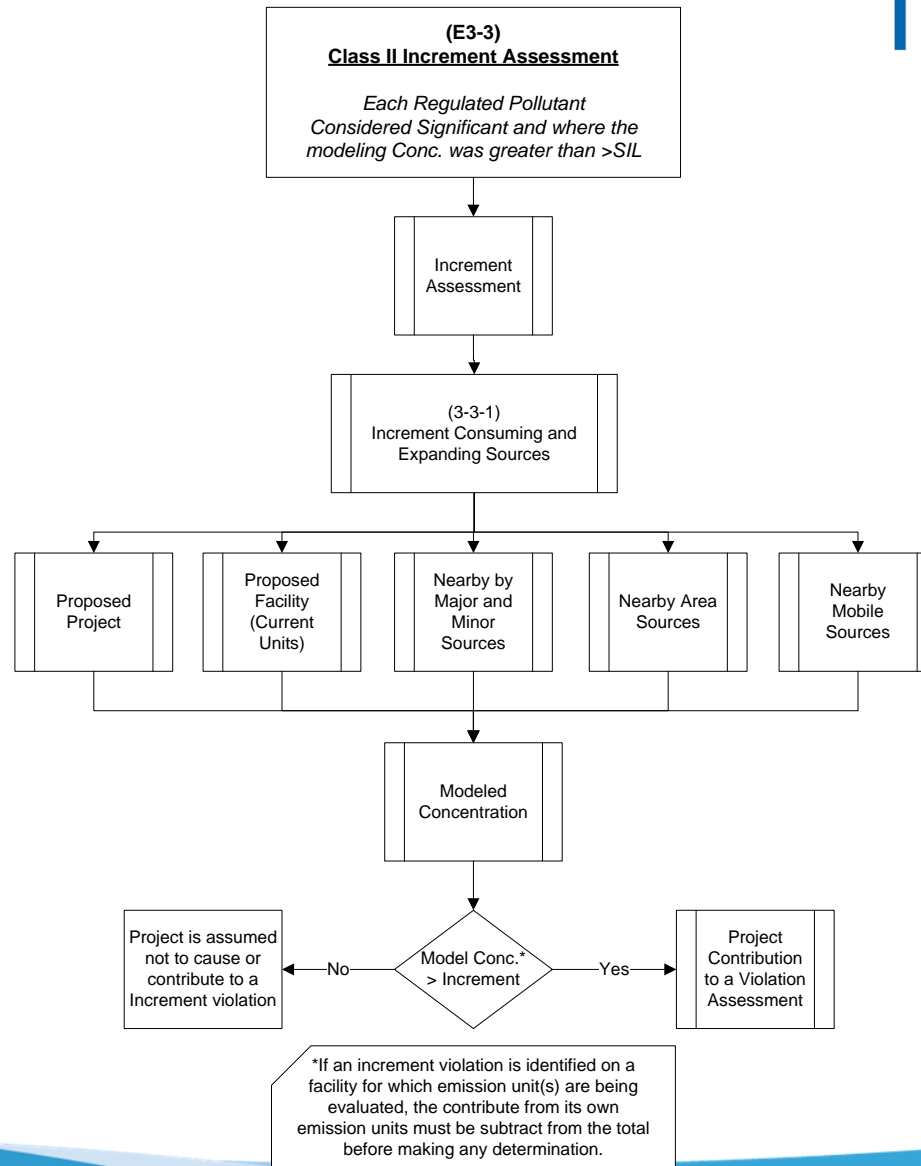 (E3-3)
Class II Increment Assessment
Each Regulated Pollutant
Considered Significant and where the
modeling Conc. was greater than >SIL
Increment
Assessment
(3-3-1)
Increment Consuming and
Expanding Sources
Proposed
Project
Proposed
Facility
(Current
Units)
Nearby by
Major and
Minor
Sources
Nearby Area
Sources
Nearby
Mobile
Sources
Modeled
Concentration
Project is assumed
not to cause or
contribute to a
Increment violation
No
Model Conc.*
> Increment
Yes
Project
Contribution
to a Violation
Assessment
*If an increment violation is identified on a
facility for which emission unit(s) are being
evaluated, the contribute from its own
emission units must be subtract from the total
before making any determination.